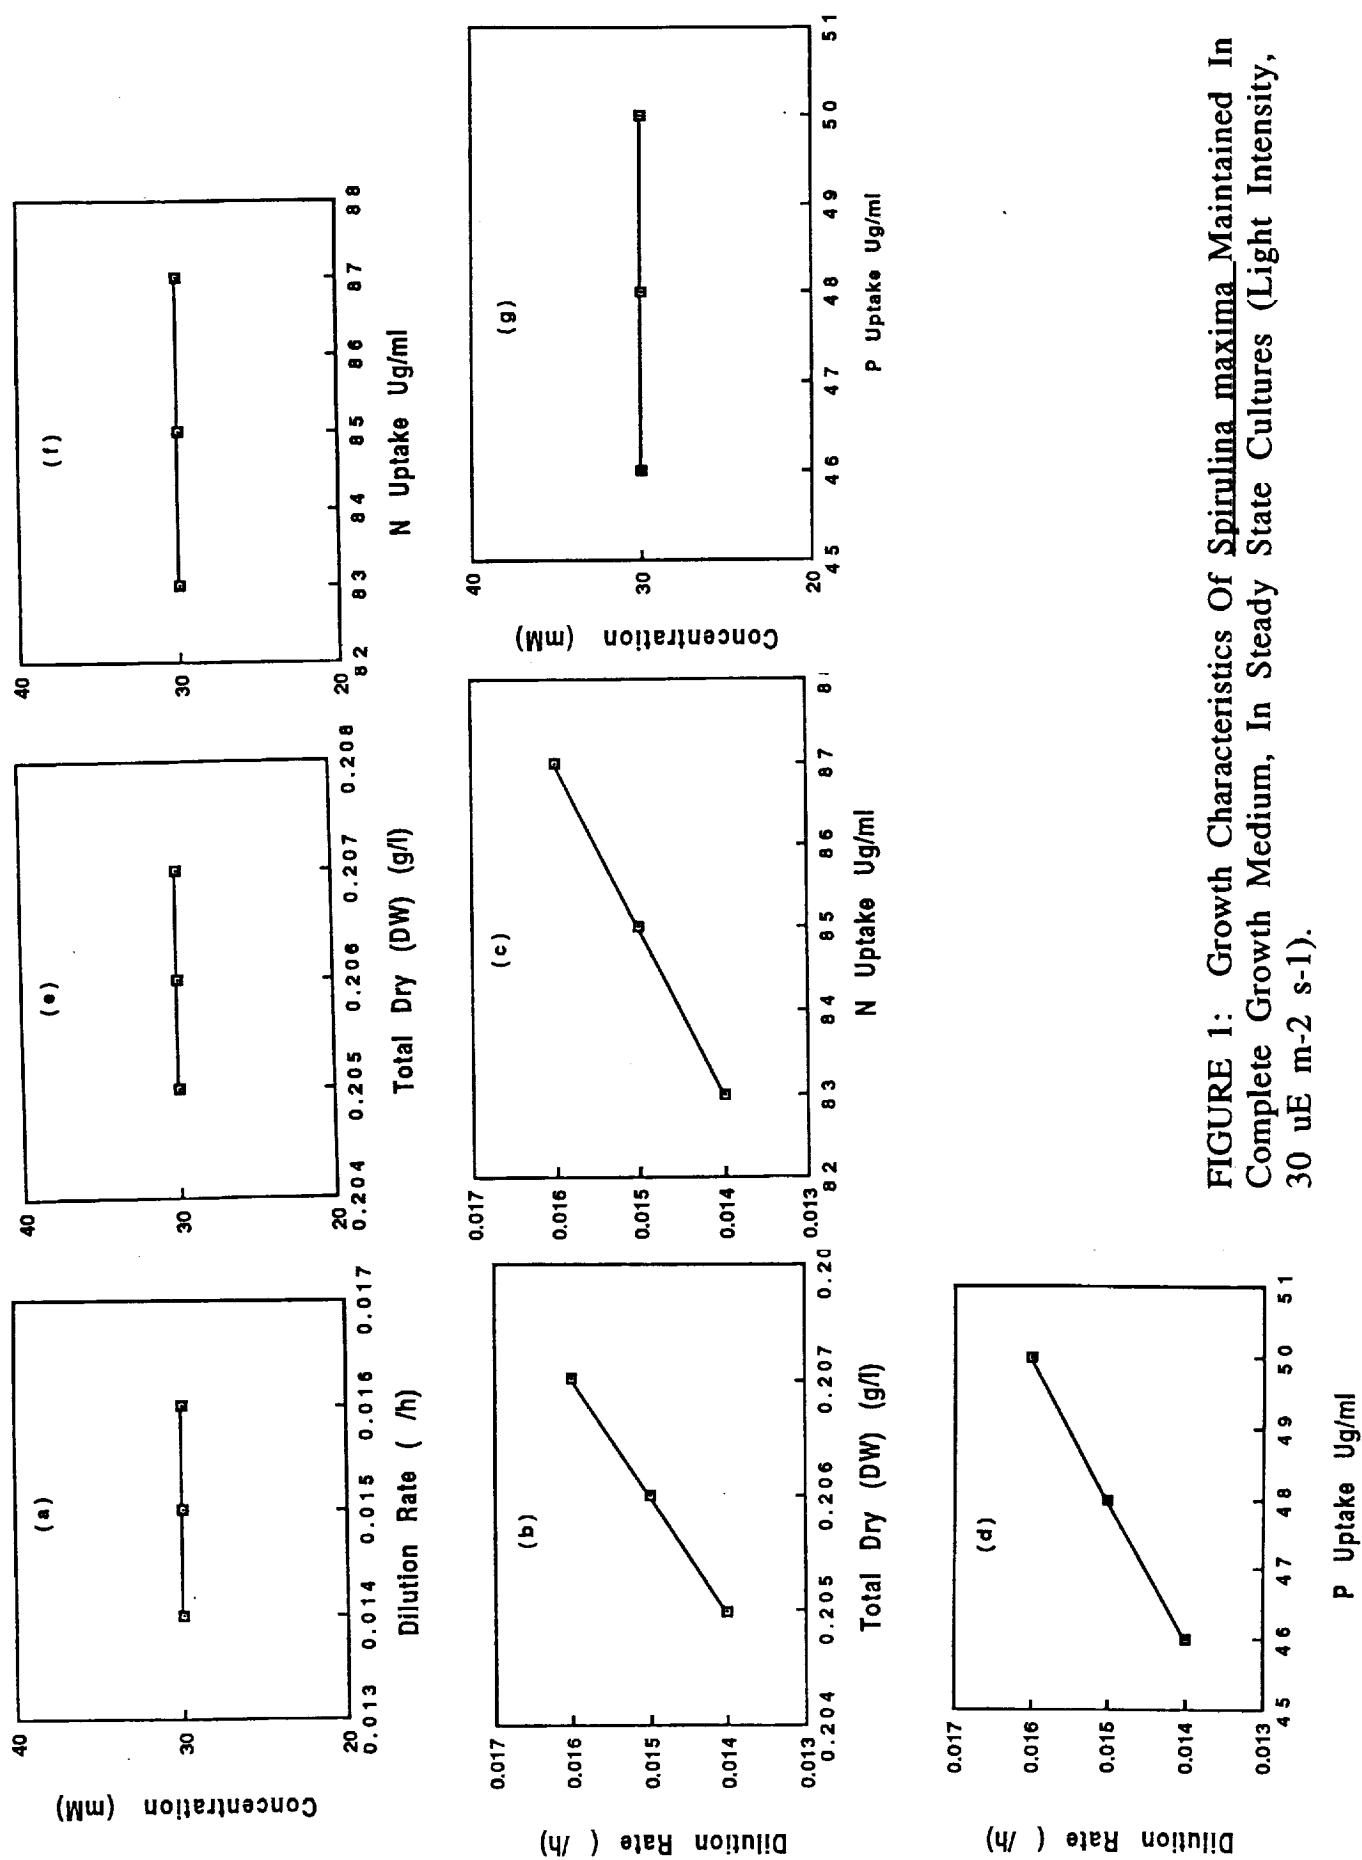 (a)
40
30
20
Concentration (mM)
0.013 0.014 0.015 0.016 0.017
Dilution Rate ( /h)
(e)
40
30
20
0.204 0.205 0.206 0.207 0.208
Total Dry (DW) (g/l)
(f)
40
30
20
82 83 84 85 86 87 88
N Uptake Ug/ml
(b)
0.017
0.016
0.015
0.014
0.013
Dilution Rate ( /h)
0.204 0.205 0.206 0.207 0.20
Total Dry (DW) (g/l)
(c)
0.017
0.016
0.015
0.014
0.013
82 83 84 85 86 87 8
N Uptake Ug/ml
(g)
40
30
20
Concentration (mM)
45 46 47 48 49 50 51
P Uptake Ug/ml
(d)
0.017
0.016
0.015
0.014
0.013
Dilution Rate ( /h)
45 46 47 48 49 50 51
P Uptake Ug/ml
FIGURE 1: Growth Characteristics Of Spirulina maxima Maintained In
Complete Growth Medium, In Steady State Cultures (Light Intensity,
30 uE m-2 s-1).